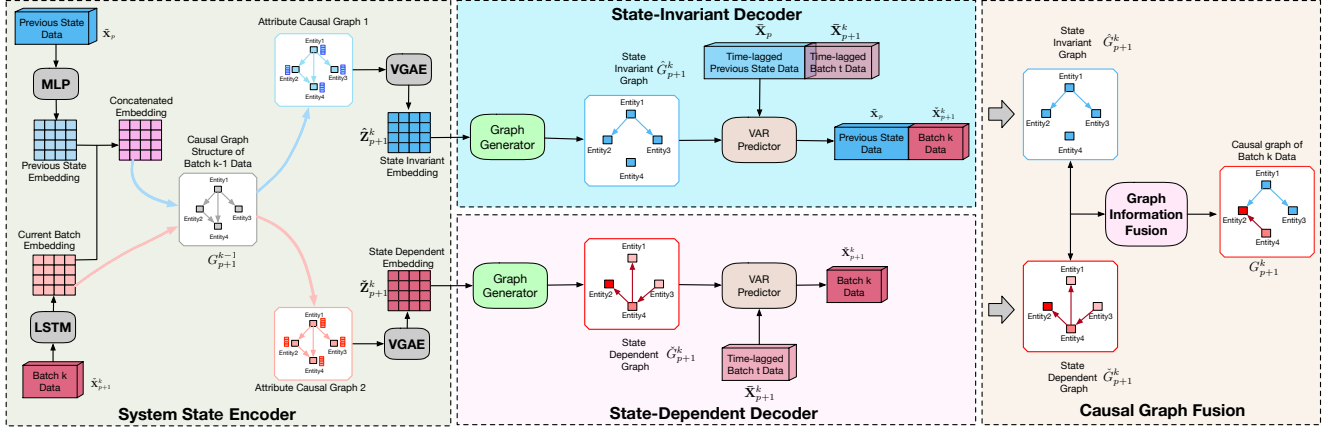 Previous State
Data
x̃_p
MLP
Previous State
Embedding
Concatenated
Embedding
Current Batch
Embedding
LSTM
Batch k
Data
x̃^k_{p+1}
Causal Graph
Structure of
Batch k-1 Data
Entity1
Entity2
Entity3
Entity4
G^{k-1}_{p+1}
Attribute Causal Graph 1
Entity1
Entity2
Entity3
Entity4
VGAE
Ẑ^k_{p+1}
State Invariant
Embedding
Entity1
Entity2
Entity3
Entity4
Attribute Causal Graph 2
State Dependent
Embedding
Z̆^k_{p+1}
VGAE
System State Encoder
State-Invariant Decoder
Graph
Generator
State
Invariant
Graph
Ĝ^k_{p+1}
Entity1
Entity2
Entity3
Entity4
X̄_p
X̄^k_{p+1}
Time-lagged
Previous State Data
Time-lagged
Batch t Data
VAR
Predictor
x̃_p
x̃^k_{p+1}
Previous State
Data
Batch k
Data
Graph
Generator
Entity1
Entity2
Entity3
Entity4
State
Dependent
Graph
Ğ^k_{p+1}
VAR
Predictor
x̃^k_{p+1}
Batch k
Data
Time-lagged
Batch t Data
X̄^k_{p+1}
State-Dependent Decoder
State
Invariant
Graph
Ĝ^k_{p+1}
Entity1
Entity2
Entity3
Entity4
Graph
Information
Fusion
Causal graph of
Batch k Data
Entity1
Entity2
Entity3
Entity4
G^k_{p+1}
Entity1
Entity2
Entity3
Entity4
State
Dependent
Graph
Ğ^k_{p+1}
Causal Graph Fusion